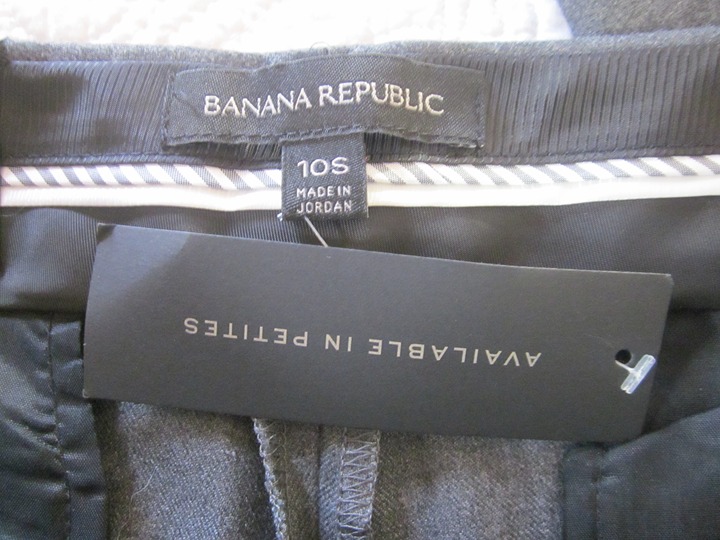 BANANA REPUBLIC
10S
MADE IN
JORDAN
AVAILABLE IN PETITES